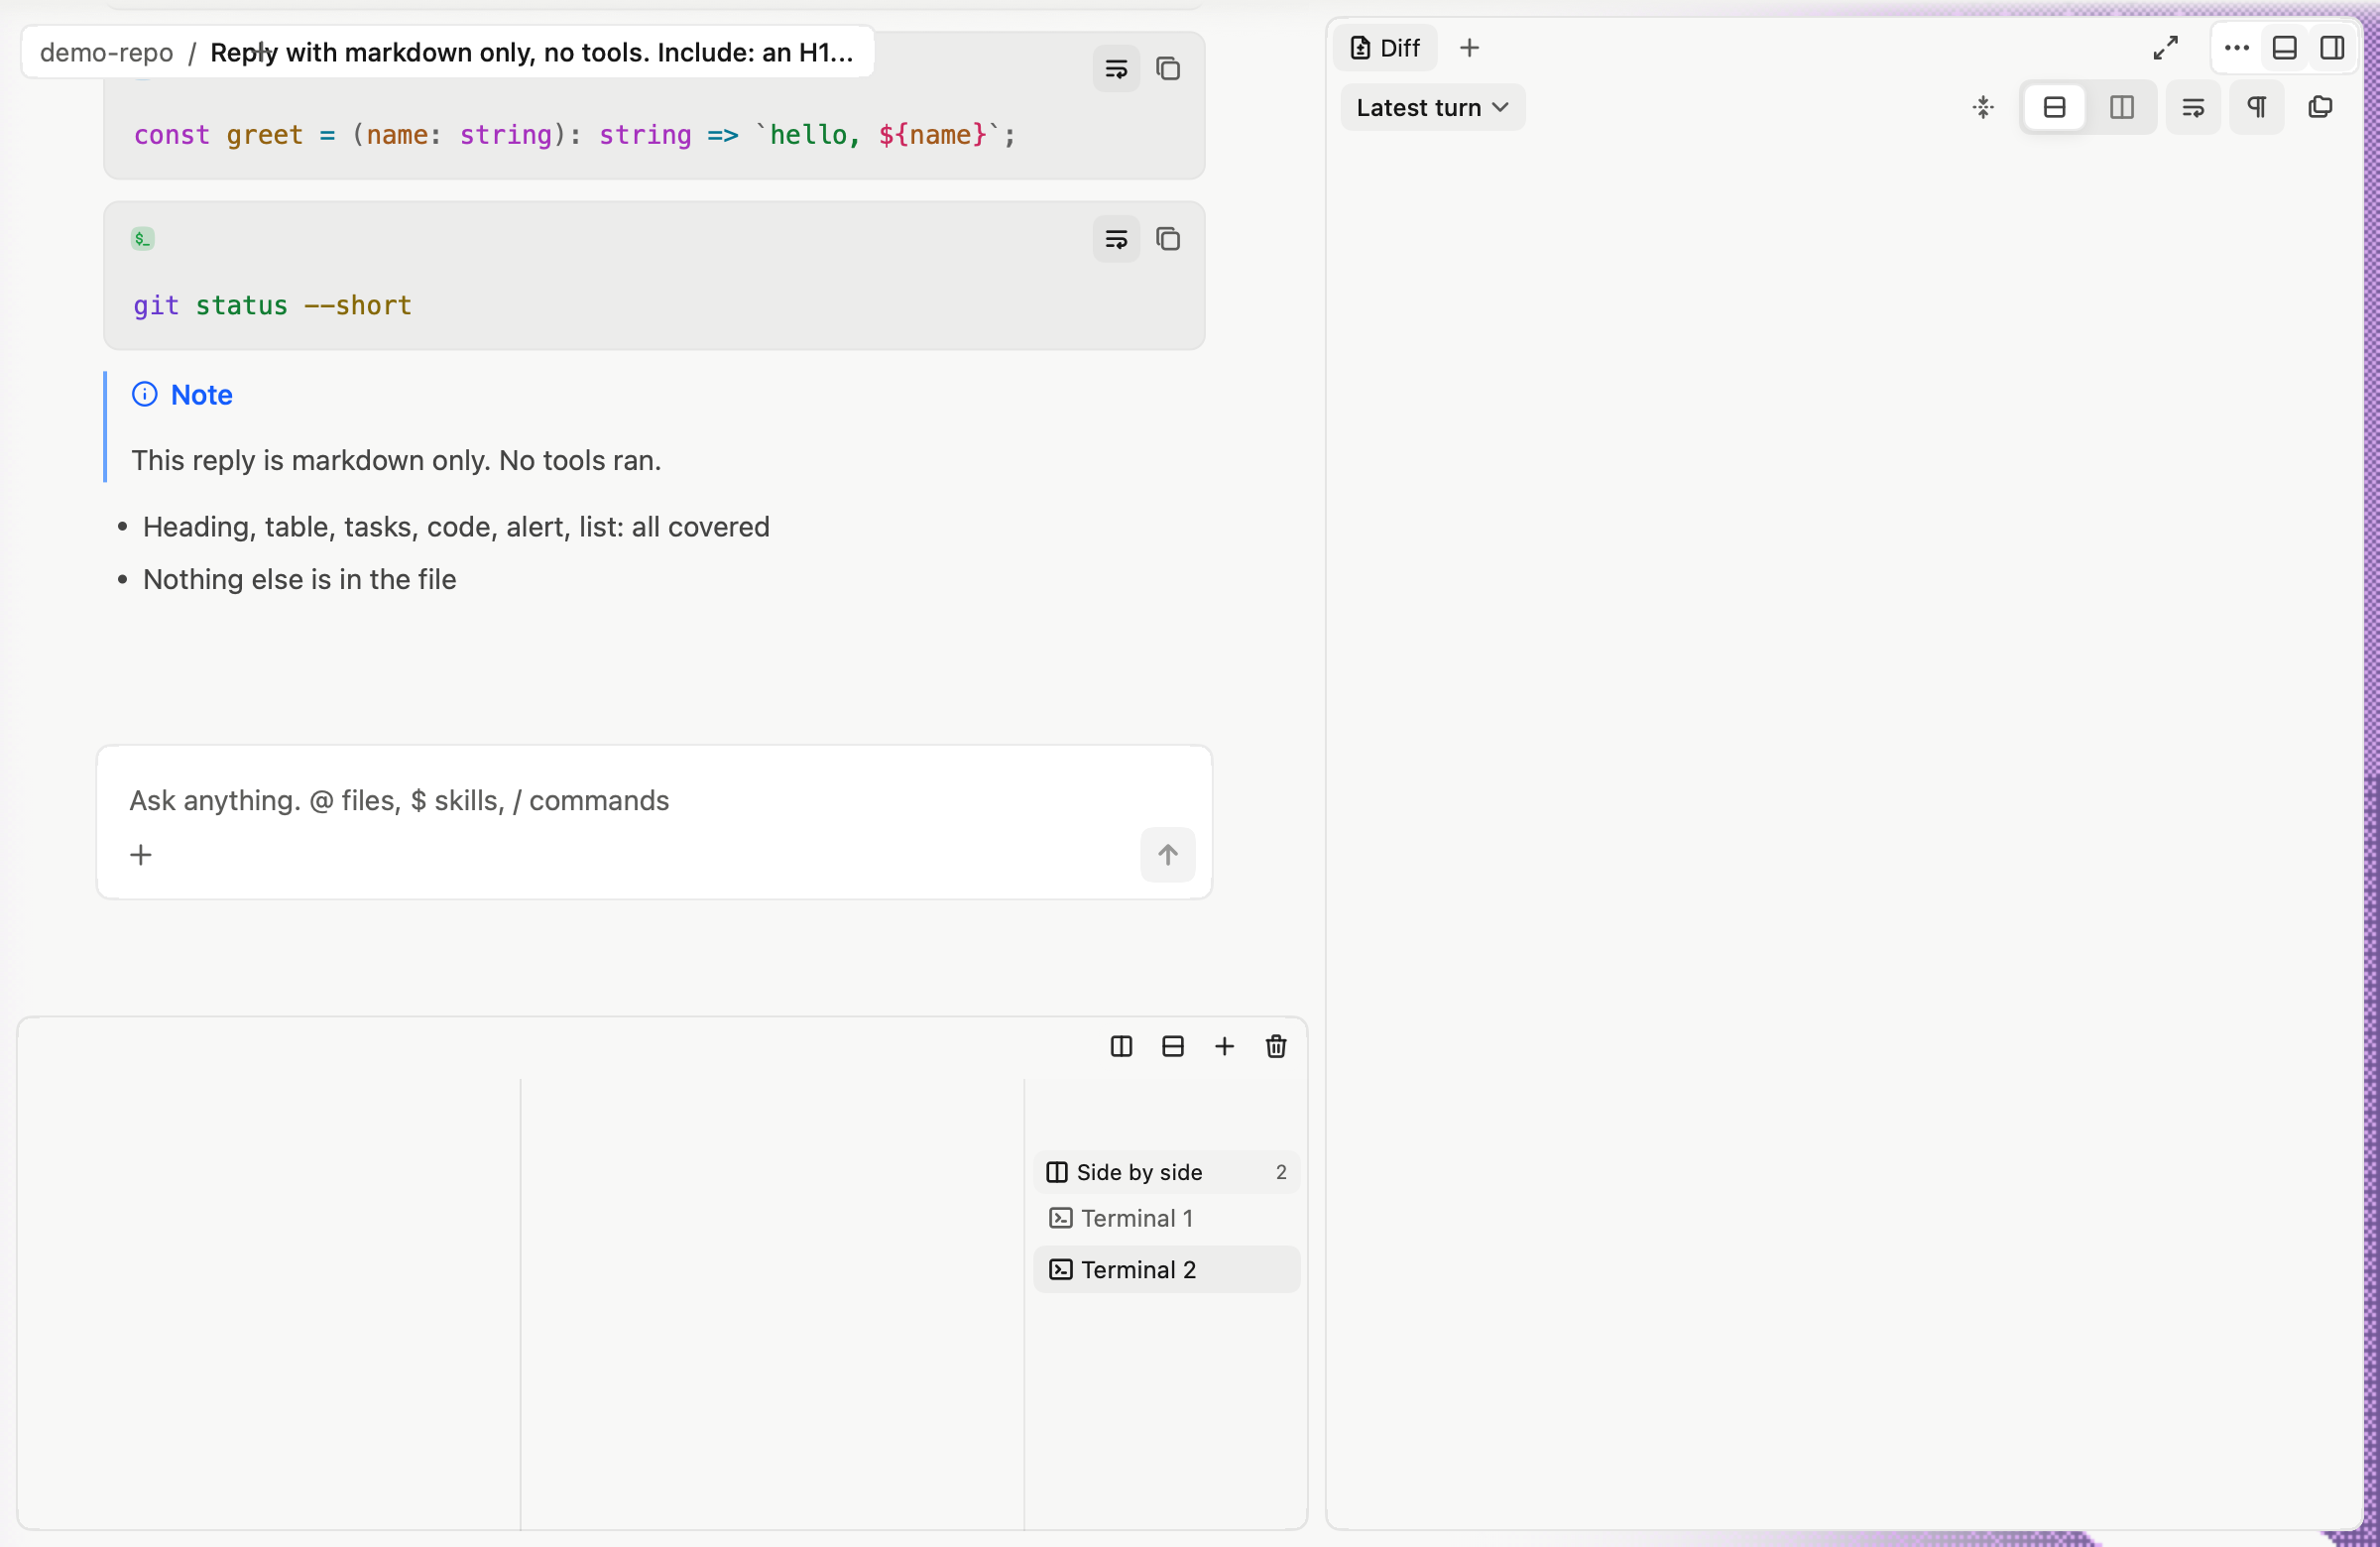 demo-repo / Reply with markdown only, no tools. Include: an H1...
const greet = (name: string): string => `hello, ${name}`;
$_
git status --short
Note
This reply is markdown only. No tools ran.
• Heading, table, tasks, code, alert, list: all covered
• Nothing else is in the file
Ask anything. @ files, $ skills, / commands
Side by side 2
Terminal 1
Terminal 2
Diff
Latest turn